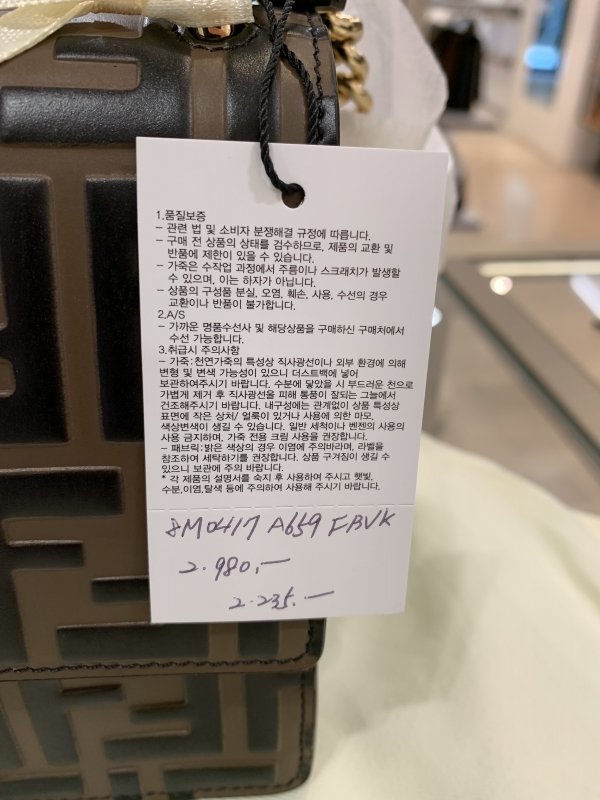 1.품질보증
- 관련 법 및 소비자 분쟁해결 규정에 따릅니다.
- 구매 전 상품의 상태를 검수하므로, 제품의 교환 및
반품에 제한이 있을 수 있습니다.
- 가죽은 수작업 과정에서 주름이나 스크래치가 발생할
수 있으며, 이는 하자가 아닙니다.
- 상품의 구성품 분실, 오염, 훼손, 사용, 수선의 경우
교환이나 반품이 불가합니다.
2.A/S
- 가까운 명품수선사 및 해당상품을 구매하신 구매처에서
수선 가능합니다.
3.취급시 주의사항
- 가죽:천연가죽의 특성상 직사광선이나 외부 환경에 의해
변형 및 변색 가능성이 있으니 더스트백에 넣어
보관하여주시기 바랍니다. 수분에 닿았을 시 부드러운 천으로
가볍게 제거 후 직사광선을 피해 통풍이 잘되는 그늘에서
건조해주시기 바랍니다. 내구성에는 관계없이 상품 특성상
표면에 작은 상처/ 얼룩이 있거나 사용에 의한 마모,
색상변색이 생길 수 있습니다. 일반 세척이나 벤젠의 사용의
사용 금지하며, 가죽 전용 크림 사용을 권장합니다.
- 패브릭:밝은 색상의 경우 이염에 주의바라며, 라벨을
참조하여 세탁하기를 권장합니다. 상품 구겨짐이 생길 수
있으니 보관에 주의 바랍니다.
* 각 제품의 설명서를 숙지 후 사용하여 주시고 햇빛,
수분,이염,탈색 등에 주의하여 사용해 주시기 바랍니다.
8M0417 A659 FBVK
2.980,-
2.235.-